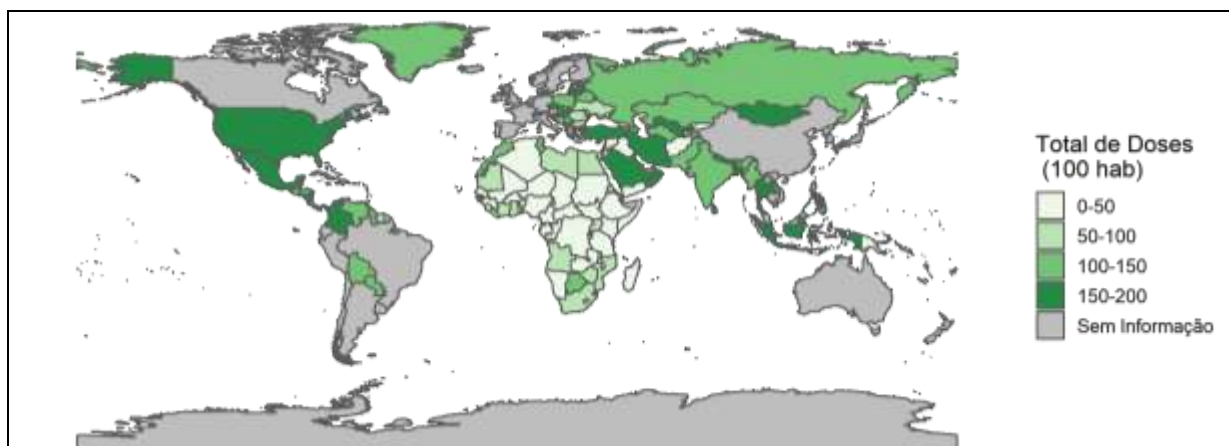 Total de Doses
(100 hab)
0-50
50-100
100-150
150-200
Sem Informação